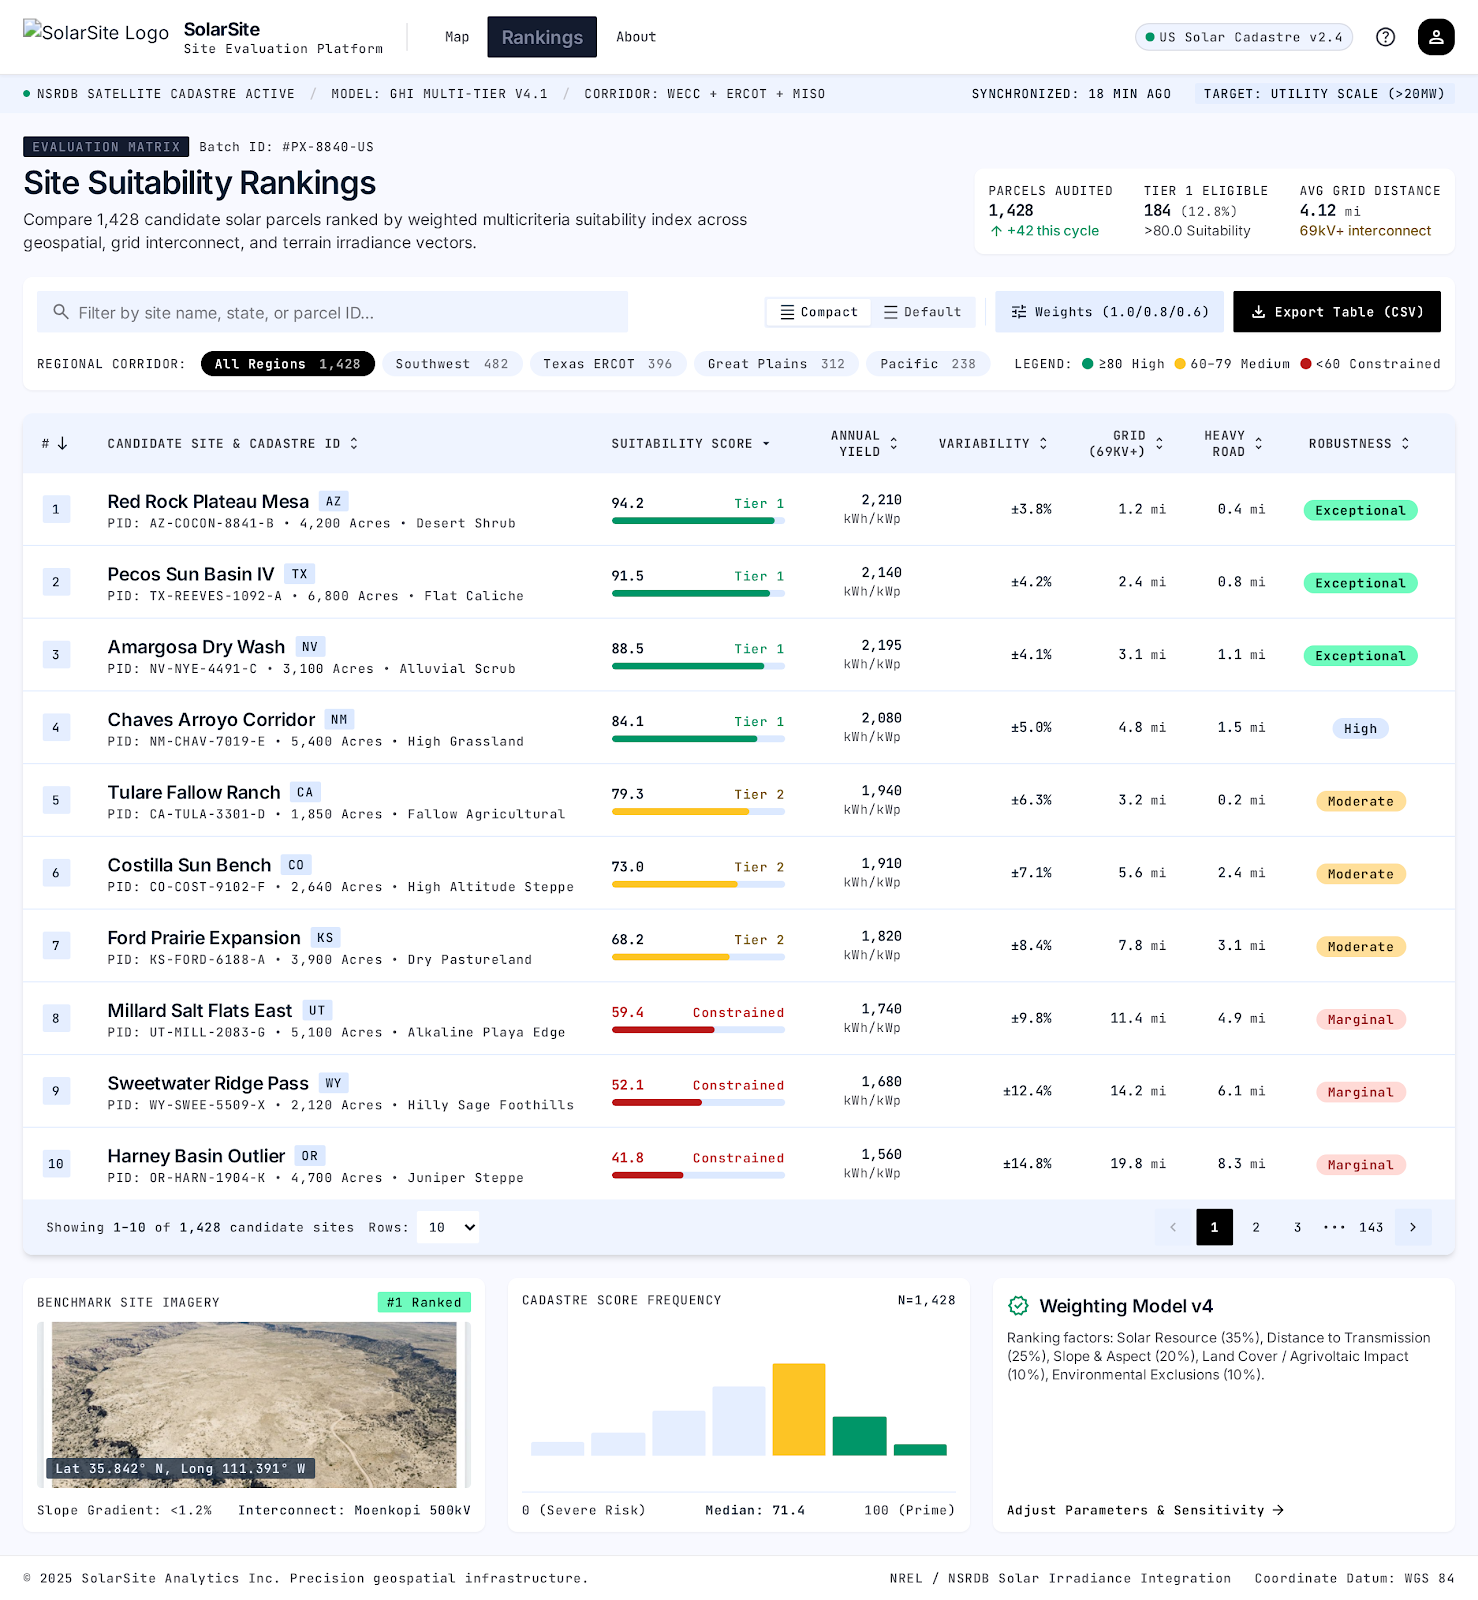 SolarSite Logo
SolarSite
Site Evaluation Platform
Map
Rankings
About
US Solar Cadastre v2.4
NSRDB SATELLITE CADASTRE ACTIVE / MODEL: GHI MULTI-TIER V4.1 / CORRIDOR: WECC + ERCOT + MISO
SYNCHRONIZED: 18 MIN AGO
TARGET: UTILITY SCALE (>20MW)
EVALUATION MATRIX
Batch ID: #PX-8840-US
Site Suitability Rankings
Compare 1,428 candidate solar parcels ranked by weighted multicriteria suitability index across
geospatial, grid interconnect, and terrain irradiance vectors.
PARCELS AUDITED
1,428
↑ +42 this cycle
TIER 1 ELIGIBLE
184 (12.8%)
>80.0 Suitability
AVG GRID DISTANCE
4.12 mi
69kV+ interconnect
Filter by site name, state, or parcel ID...
Compact
Default
Weights (1.0/0.8/0.6)
Export Table (CSV)
REGIONAL CORRIDOR:
All Regions 1,428
Southwest 482
Texas ERCOT 396
Great Plains 312
Pacific 238
LEGEND:
≥80 High
60–79 Medium
<60 Constrained
# ↓
CANDIDATE SITE & CADASTRE ID
SUITABILITY SCORE
ANNUAL
YIELD
VARIABILITY
GRID
(69KV+)
HEAVY
ROAD
ROBUSTNESS
1
Red Rock Plateau Mesa AZ
PID: AZ-COCON-8841-B • 4,200 Acres • Desert Shrub
94.2 Tier 1
2,210
kWh/kWp
±3.8%
1.2 mi
0.4 mi
Exceptional
2
Pecos Sun Basin IV TX
PID: TX-REEVES-1092-A • 6,800 Acres • Flat Caliche
91.5 Tier 1
2,140
kWh/kWp
±4.2%
2.4 mi
0.8 mi
Exceptional
3
Amargosa Dry Wash NV
PID: NV-NYE-4491-C • 3,100 Acres • Alluvial Scrub
88.5 Tier 1
2,195
kWh/kWp
±4.1%
3.1 mi
1.1 mi
Exceptional
4
Chaves Arroyo Corridor NM
PID: NM-CHAV-7019-E • 5,400 Acres • High Grassland
84.1 Tier 1
2,080
kWh/kWp
±5.0%
4.8 mi
1.5 mi
High
5
Tulare Fallow Ranch CA
PID: CA-TULA-3301-D • 1,850 Acres • Fallow Agricultural
79.3 Tier 2
1,940
kWh/kWp
±6.3%
3.2 mi
0.2 mi
Moderate
6
Costilla Sun Bench CO
PID: CO-COST-9102-F • 2,640 Acres • High Altitude Steppe
73.0 Tier 2
1,910
kWh/kWp
±7.1%
5.6 mi
2.4 mi
Moderate
7
Ford Prairie Expansion KS
PID: KS-FORD-6188-A • 3,900 Acres • Dry Pastureland
68.2 Tier 2
1,820
kWh/kWp
±8.4%
7.8 mi
3.1 mi
Moderate
8
Millard Salt Flats East UT
PID: UT-MILL-2083-G • 5,100 Acres • Alkaline Playa Edge
59.4 Constrained
1,740
kWh/kWp
±9.8%
11.4 mi
4.9 mi
Marginal
9
Sweetwater Ridge Pass WY
PID: WY-SWEE-5509-X • 2,120 Acres • Hilly Sage Foothills
52.1 Constrained
1,680
kWh/kWp
±12.4%
14.2 mi
6.1 mi
Marginal
10
Harney Basin Outlier OR
PID: OR-HARN-1904-K • 4,700 Acres • Juniper Steppe
41.8 Constrained
1,560
kWh/kWp
±14.8%
19.8 mi
8.3 mi
Marginal
Showing 1–10 of 1,428 candidate sites
Rows: 10
‹ 1 2 3 ••• 143 ›
BENCHMARK SITE IMAGERY
#1 Ranked
Lat 35.842° N, Long 111.391° W
Slope Gradient: <1.2%
Interconnect: Moenkopi 500kV
CADASTRE SCORE FREQUENCY
N=1,428
0 (Severe Risk)
Median: 71.4
100 (Prime)
Weighting Model v4
Ranking factors: Solar Resource (35%), Distance to Transmission
(25%), Slope & Aspect (20%), Land Cover / Agrivoltaic Impact
(10%), Environmental Exclusions (10%).
Adjust Parameters & Sensitivity →
© 2025 SolarSite Analytics Inc. Precision geospatial infrastructure.
NREL / NSRDB Solar Irradiance Integration
Coordinate Datum: WGS 84